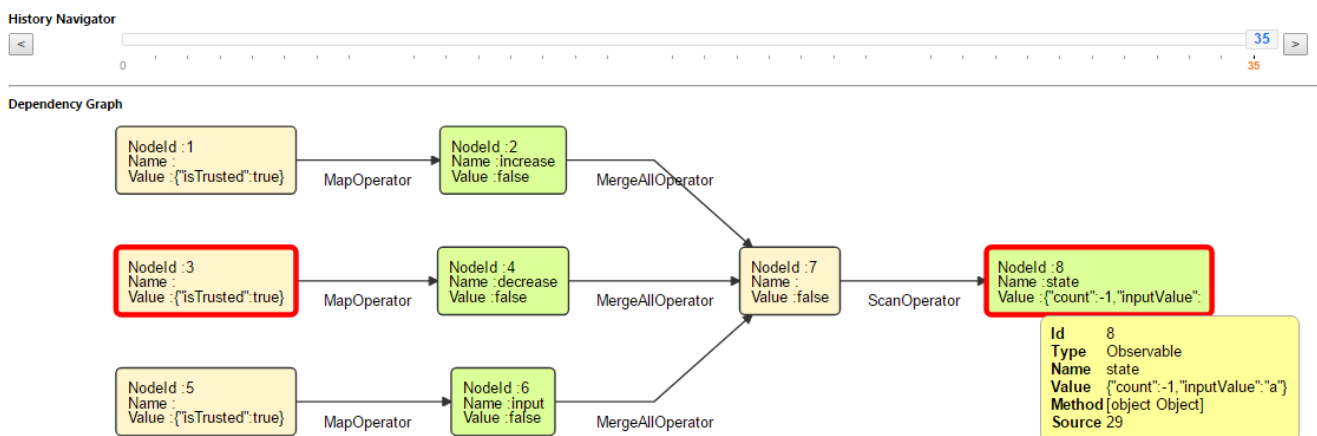 History Navigator
<
35
>
0
35
Dependency Graph
NodeId :1
Name :
Value :{"isTrusted":true}
MapOperator
NodeId :2
Name :increase
Value :false
MergeAllOperator
NodeId :3
Name :
Value :{"isTrusted":true}
MapOperator
NodeId :4
Name :decrease
Value :false
MergeAllOperator
NodeId :7
Name :
Value :false
ScanOperator
NodeId :8
Name :state
Value :{"count":-1,"inputValue":
Id 8
Type Observable
Name state
Value {"count":-1,"inputValue":"a"}
Method [object Object]
Source 29
NodeId :5
Name :
Value :{"isTrusted":true}
MapOperator
NodeId :6
Name :input
Value :false
MergeAllOperator